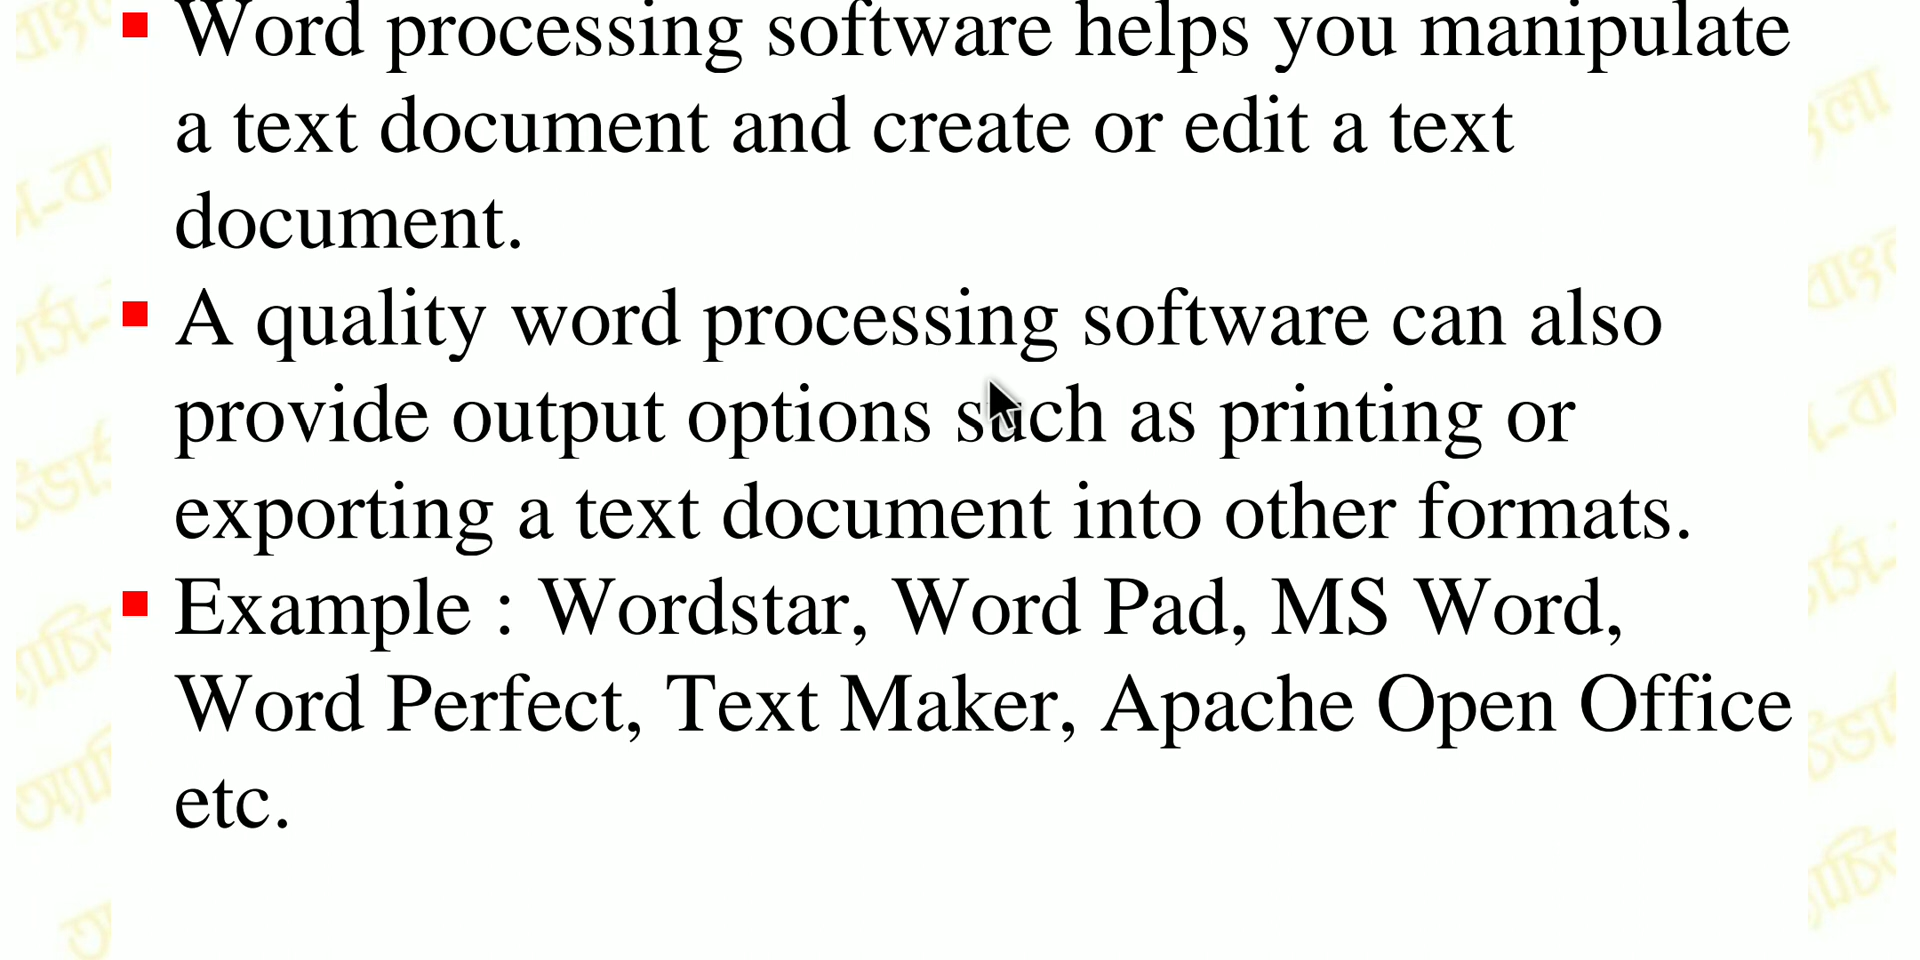 Word processing software helps you manipulate
a text document and create or edit a text
document.
A quality word processing software can also
provide output options such as printing or
exporting a text document into other formats.
Example : Wordstar, Word Pad, MS Word,
Word Perfect, Text Maker, Apache Open Office
etc.